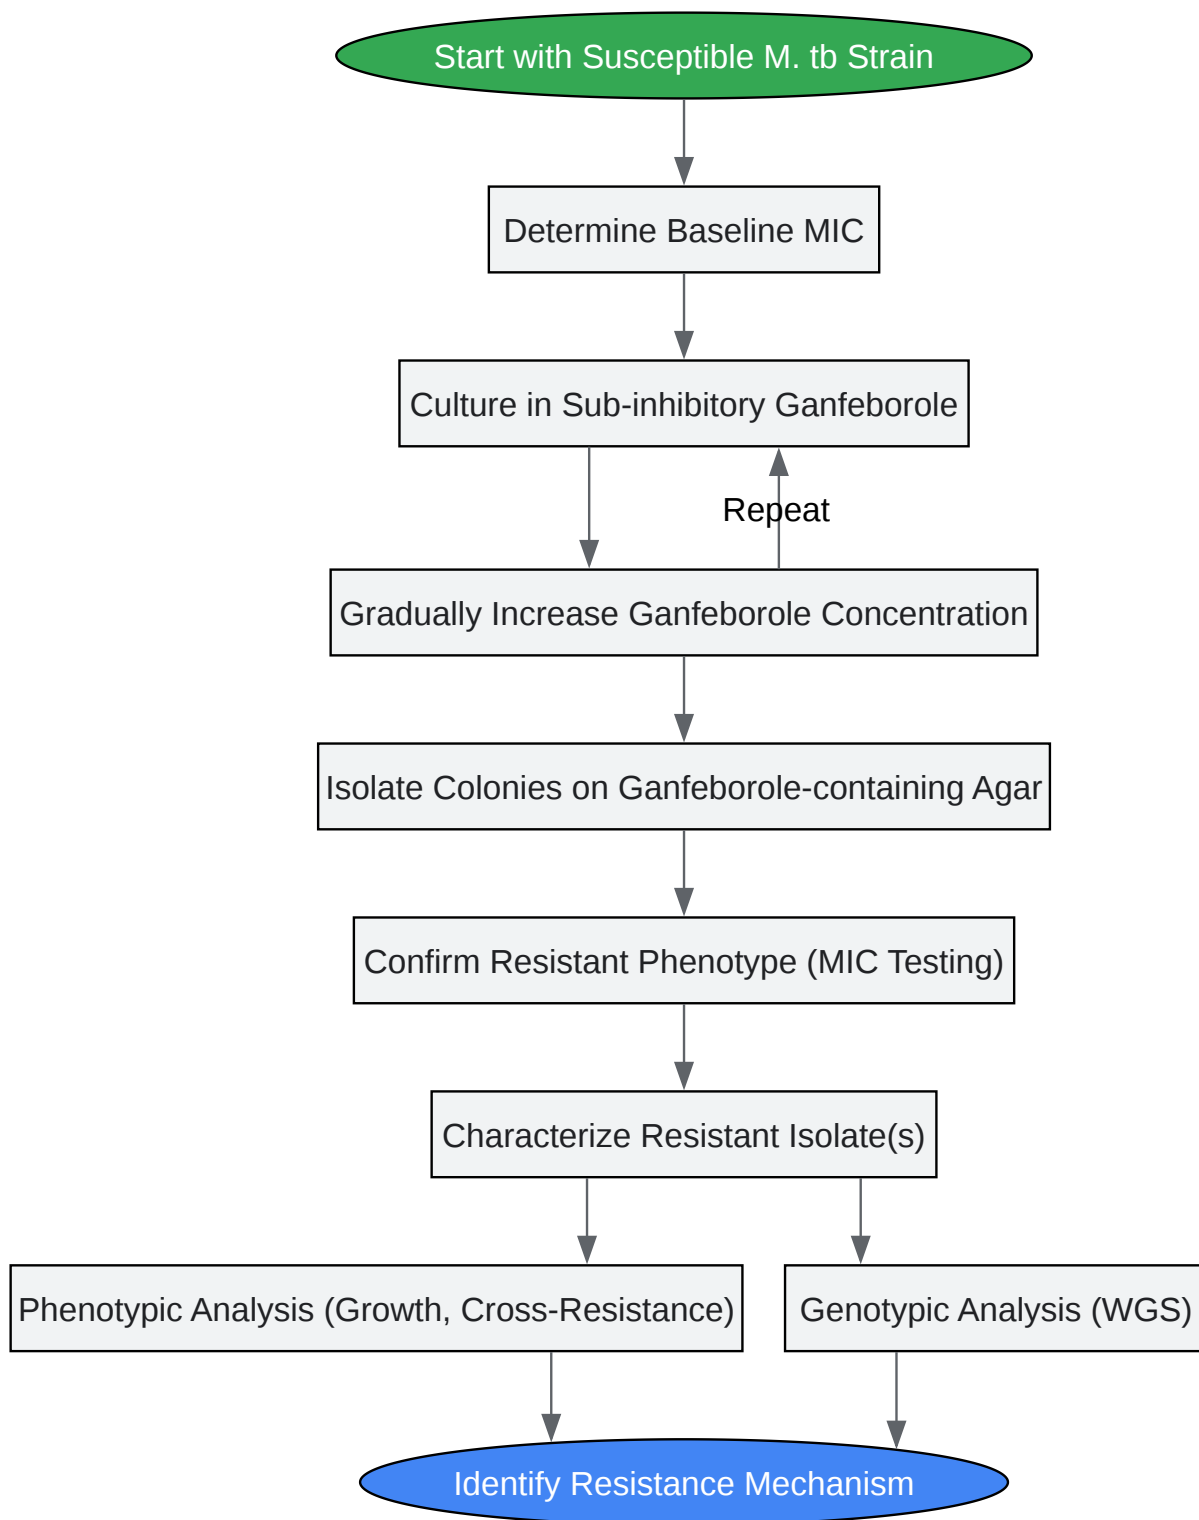 Start with Susceptible M. tb Strain
Determine Baseline MIC
Culture in Sub-inhibitory Ganfeborole
Repeat
Gradually Increase Ganfeborole Concentration
Isolate Colonies on Ganfeborole-containing Agar
Confirm Resistant Phenotype (MIC Testing)
Characterize Resistant Isolate(s)
Phenotypic Analysis (Growth, Cross-Resistance)
Genotypic Analysis (WGS)
Identify Resistance Mechanism